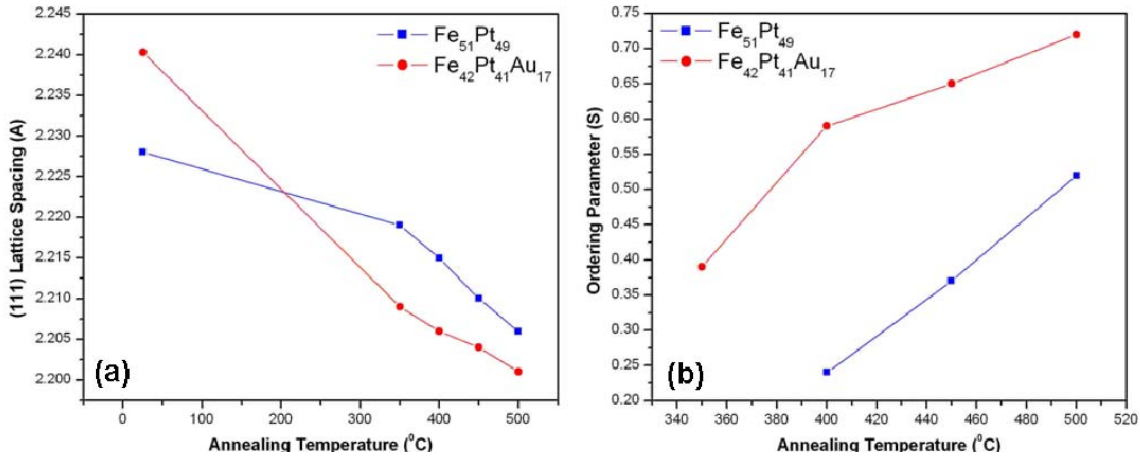 2.245
2.240
2.235
2.230
2.225
2.220
2.215
2.210
2.205
2.200
(111) Lattice Spacing (A)
Fe51Pt49
Fe42Pt41Au17
(a)
0 100 200 300 400 500
Annealing Temperature (⁰C)
0.75
0.70
0.65
0.60
0.55
0.50
0.45
0.40
0.35
0.30
0.25
0.20
Ordering Parameter (S)
Fe51Pt49
Fe42Pt41Au17
(b)
340 360 380 400 420 440 460 480 500 520
Annealing Temperature (⁰C)